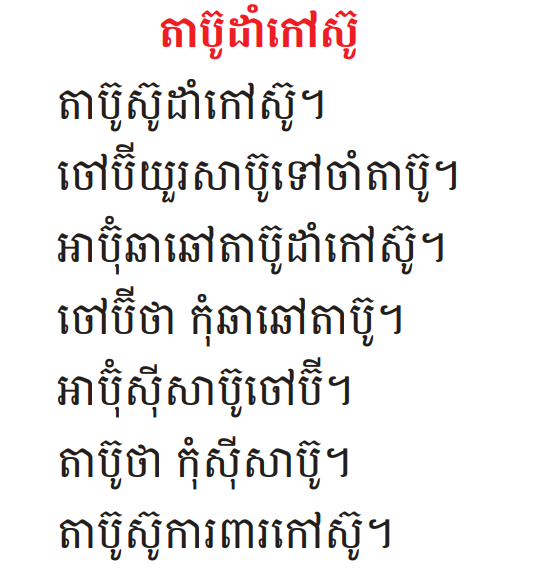 តាប៊ូដាំកៅស៊ូ
តាប៊ូស៊ូដាំកៅស៊ូ។
ចៅប៊ីយួរសាប៊ូទៅចាំតាប៊ូ។
អាប៊ុំឆាឆៅតាប៊ូដាំកៅស៊ូ។
ចៅប៊ីថា កុំឆាឆៅតាប៊ូ។
អាប៊ុំស៊ីសាប៊ូចៅប៊ី។
តាប៊ូថា កុំស៊ីសាប៊ូ។
តាប៊ូស៊ូការពារកៅស៊ូ។